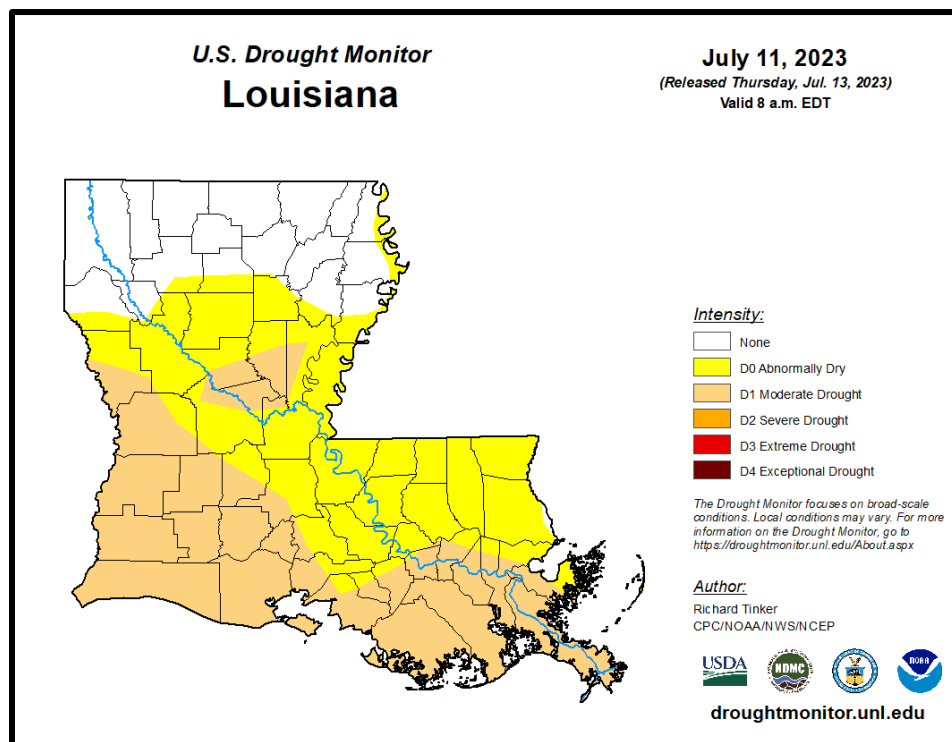 U.S. Drought Monitor
Louisiana
July 11, 2023
(Released Thursday, Jul. 13, 2023)
Valid 8 a.m. EDT
Intensity:
None
D0 Abnormally Dry
D1 Moderate Drought
D2 Severe Drought
D3 Extreme Drought
D4 Exceptional Drought
The Drought Monitor focuses on broad-scale
conditions. Local conditions may vary. For more
information on the Drought Monitor, go to
https://droughtmonitor.unl.edu/About.aspx
Author:
Richard Tinker
CPC/NOAA/NWS/NCEP
USDA
NDMC
NOAA
droughtmonitor.unl.edu